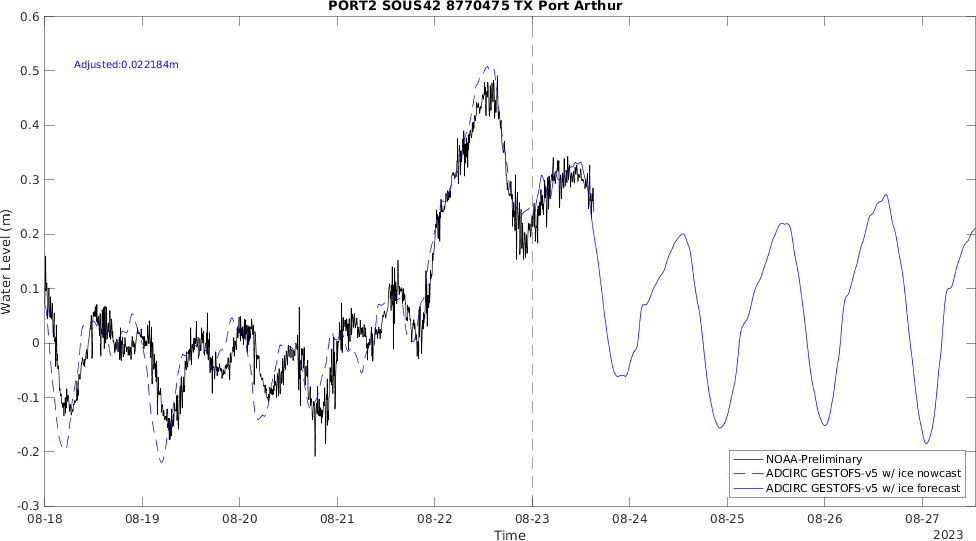 PORT2 SOUS42 8770475 TX Port Arthur
0.6
0.5
0.4
0.3
0.2
0.1
0
-0.1
-0.2
-0.3
Water Level (m)
Adjusted:0.022184m
NOAA-Preliminary
ADCIRC GESTOFS-v5 w/ ice nowcast
ADCIRC GESTOFS-v5 w/ ice forecast
08-18 08-19 08-20 08-21 08-22 08-23 08-24 08-25 08-26 08-27
Time
2023